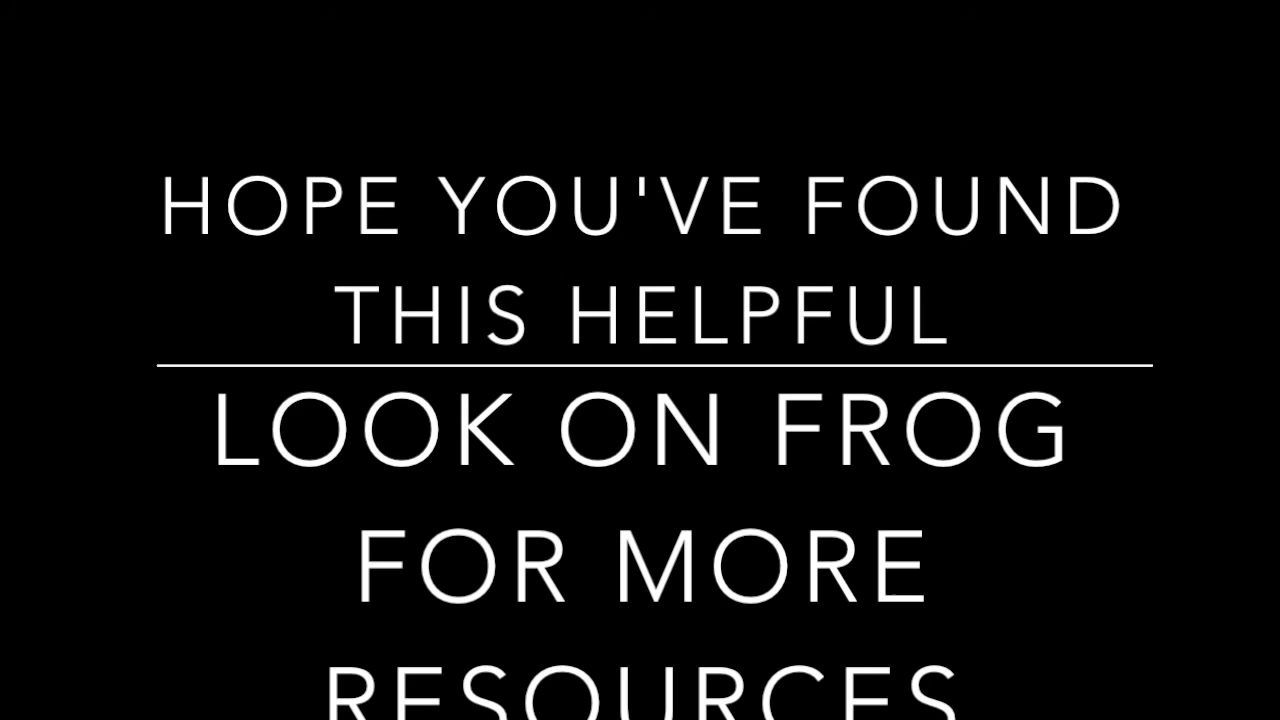 HOPE YOU'VE FOUND
THIS HELPFUL
LOOK ON FROG
FOR MORE
RESOURCES